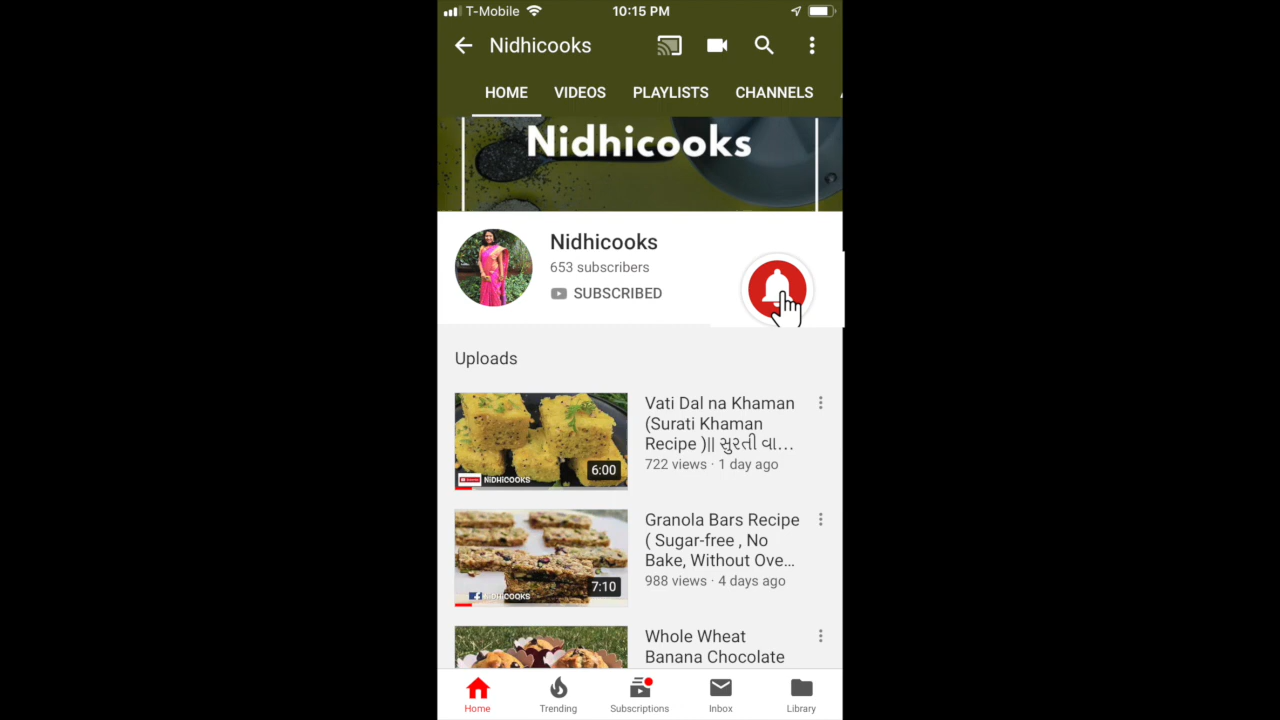 T-Mobile 10:15 PM
Nidhicooks
HOME VIDEOS PLAYLISTS CHANNELS
Nidhicooks
Nidhicooks
653 subscribers
SUBSCRIBED
Uploads
Vati Dal na Khaman
(Surati Khaman
Recipe )|| સુરતી વા...
722 views · 1 day ago
6:00
NIDHICOOKS
Granola Bars Recipe
( Sugar-free , No
Bake, Without Ove...
988 views · 4 days ago
7:10
NIDHICOOKS
Whole Wheat
Banana Chocolate
Home Trending Subscriptions Inbox Library